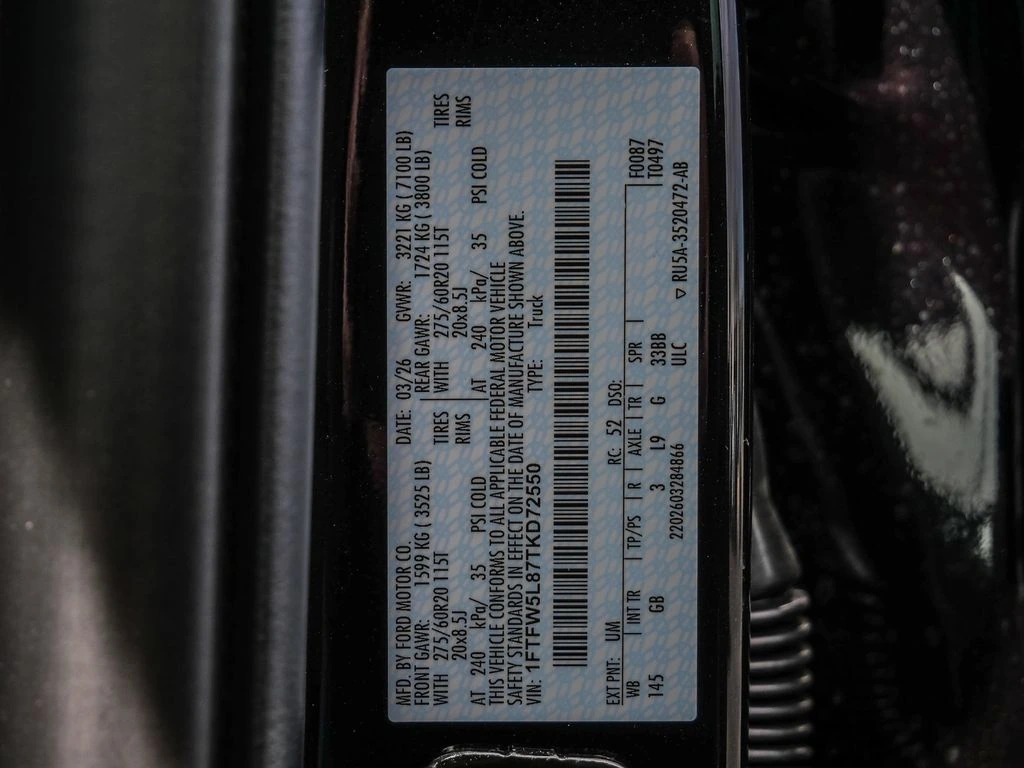 MFD. BY FORD MOTOR CO. DATE: 03/26 GVWR: 3221 KG ( 7100 LB)
FRONT GAWR: 1599 KG ( 3525 LB) REAR GAWR: 1724 KG ( 3800 LB)
WITH 275/60R20 115T TIRES WITH 275/60R20 115T TIRES
20x8.5J RIMS 20x8.5J RIMS
AT 240 kPa/ 35 PSI COLD AT 240 kPa/ 35 PSI COLD
THIS VEHICLE CONFORMS TO ALL APPLICABLE FEDERAL MOTOR VEHICLE
SAFETY STANDARDS IN EFFECT ON THE DATE OF MANUFACTURE SHOWN ABOVE.
VIN: 1FTFW5L87TKD72550 TYPE: Truck
EXT PNT: UM RC: 52 DSO: F0087
WB INT TR TP/PS R AXLE TR SPR T0497
145 GB 3 L9 G 33BB
2202603284866 ULC ▽ RU5A-3520472-AB